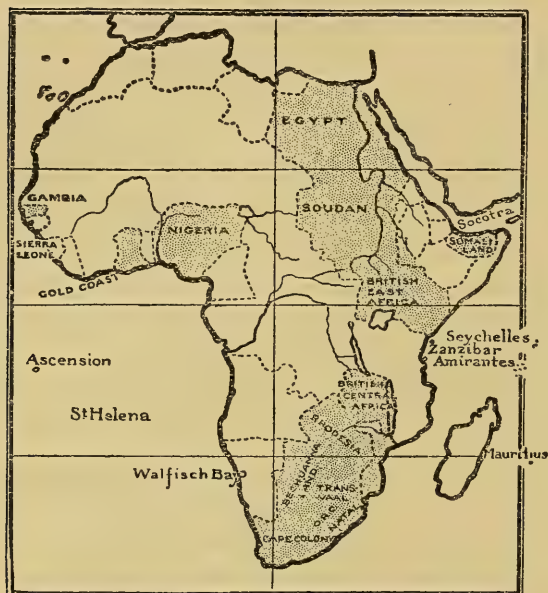 EGYPT
GAMBIA
SOUDAN
Socotra
SIERRA
LEONE
NIGERIA
SOMALI
LAND
GOLD COAST
BRITISH
EAST
AFRICA
Seychelles
Zanzibar
Amirantes
Ascension
BRITISH
CENTRAL
AFRICA
St Helena
RHODESIA
Mauritius
BECHUANA
LAND
Walfisch Bay
TRANS-
VAAL
O.R.C.
NATAL
CAPE COLONY